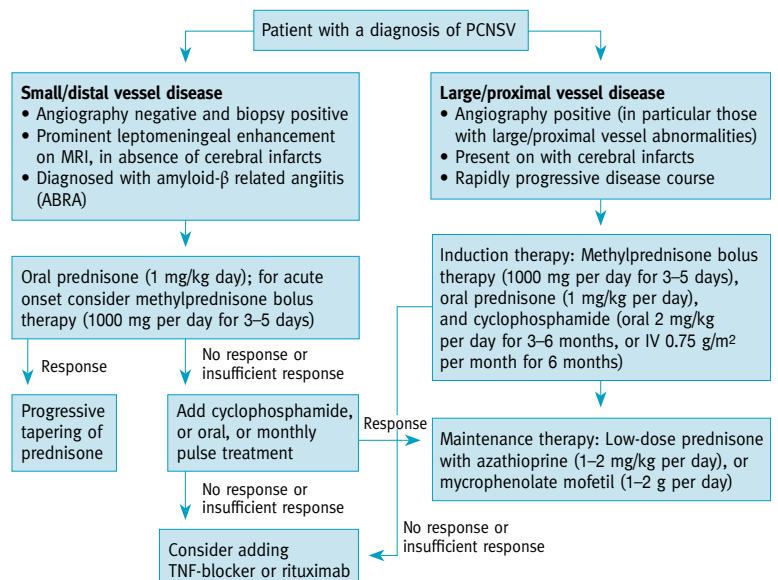 Patient with a diagnosis of PCNSV
Small/distal vessel disease
• Angiography negative and biopsy positive
• Prominent leptomeningeal enhancement
on MRI, in absence of cerebral infarcts
• Diagnosed with amyloid-β related angiitis
(ABRA)
Large/proximal vessel disease
• Angiography positive (in particular those
with large/proximal vessel abnormalities)
• Present on with cerebral infarcts
• Rapidly progressive disease course
Oral prednisone (1 mg/kg day); for acute
onset consider methylprednisone bolus
therapy (1000 mg per day for 3–5 days)
Induction therapy: Methylprednisone bolus
therapy (1000 mg per day for 3–5 days),
oral prednisone (1 mg/kg per day),
and cyclophosphamide (oral 2 mg/kg
per day for 3–6 months, or IV 0.75 g/m²
per month for 6 months)
Response
No response or
insufficient response
Progressive
tapering of
prednisone
Add cyclophosphamide,
or oral, or monthly
pulse treatment
Response
Maintenance therapy: Low-dose prednisone
with azathioprine (1–2 mg/kg per day), or
mycrophenolate mofetil (1–2 g per day)
No response or
insufficient response
No response or
insufficient response
Consider adding
TNF-blocker or rituximab